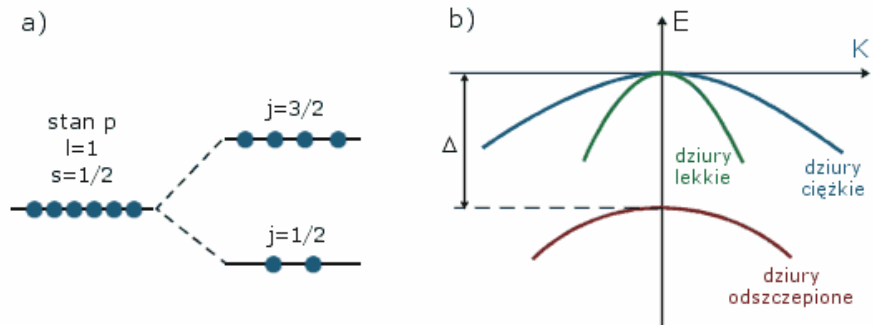 a)
stan p
l=1
s=1/2
j=3/2
j=1/2
b)
E
K
Δ
dziury
lekkie
dziury
ciężkie
dziury
odszczepione